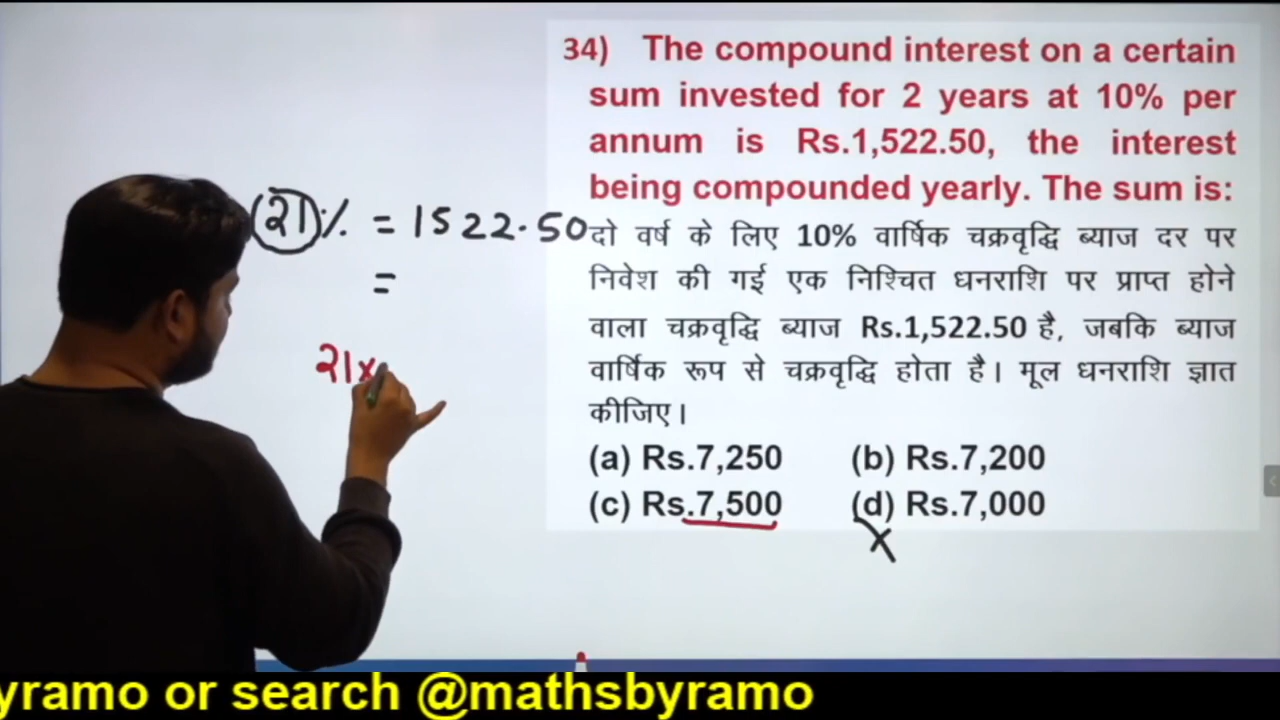 34) The compound interest on a certain
sum invested for 2 years at 10% per
annum is Rs.1,522.50, the interest
being compounded yearly. The sum is:
दो वर्ष के लिए 10% वार्षिक चक्रवृद्धि ब्याज दर पर
निवेश की गई एक निश्चित धनराशि पर प्राप्त होने
वाला चक्रवृद्धि ब्याज Rs.1,522.50 है, जबकि ब्याज
वार्षिक रूप से चक्रवृद्धि होता है। मूल धनराशि ज्ञात
कीजिए।
(a) Rs.7,250 (b) Rs.7,200
(c) Rs.7,500 (d) Rs.7,000
x
21% = 1522.50
=
21x
yramo or search @mathsbyramo